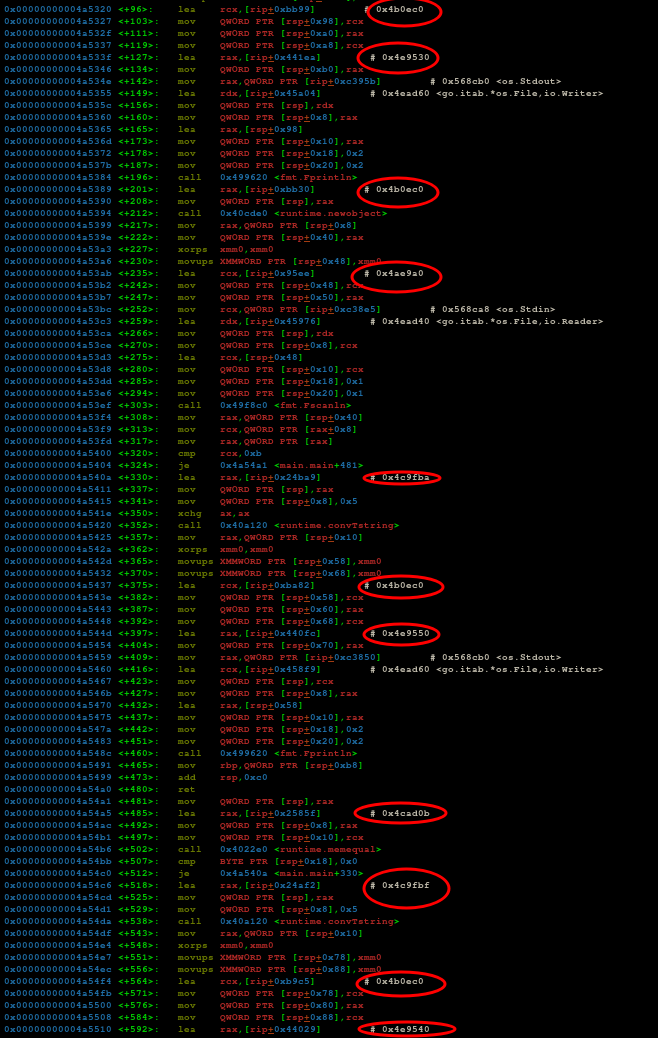 0x00000000004a5320 <+96>: lea rcx,[rip+0xbb99] # 0x4b0ec0
0x00000000004a5327 <+103>: mov QWORD PTR [rsp+0x98],rcx
0x00000000004a532f <+111>: mov QWORD PTR [rsp+0xa0],rax
0x00000000004a5337 <+119>: mov QWORD PTR [rsp+0xa8],rcx
0x00000000004a533f <+127>: lea rax,[rip+0x441ea] # 0x4e9530
0x00000000004a5346 <+134>: mov QWORD PTR [rsp+0xb0],rax
0x00000000004a534e <+142>: mov rax,QWORD PTR [rip+0xc395b] # 0x568cb0 <os.Stdout>
0x00000000004a5355 <+149>: lea rdx,[rip+0x45a04] # 0x4ead60 <go.itab.*os.File,io.Writer>
0x00000000004a535c <+156>: mov QWORD PTR [rsp],rdx
0x00000000004a5360 <+160>: mov QWORD PTR [rsp+0x8],rax
0x00000000004a5365 <+165>: lea rax,[rsp+0x98]
0x00000000004a536d <+173>: mov QWORD PTR [rsp+0x10],rax
0x00000000004a5372 <+178>: mov QWORD PTR [rsp+0x18],0x2
0x00000000004a537b <+187>: mov QWORD PTR [rsp+0x20],0x2
0x00000000004a5384 <+196>: call 0x499620 <fmt.Fprintln>
0x00000000004a5389 <+201>: lea rax,[rip+0xbb30] # 0x4b0ec0
0x00000000004a5390 <+208>: mov QWORD PTR [rsp],rax
0x00000000004a5394 <+212>: call 0x40cde0 <runtime.newobject>
0x00000000004a5399 <+217>: mov rax,QWORD PTR [rsp+0x8]
0x00000000004a539e <+222>: mov QWORD PTR [rsp+0x40],rax
0x00000000004a53a3 <+227>: xorps xmm0,xmm0
0x00000000004a53a6 <+230>: movups XMMWORD PTR [rsp+0x48],xmm0
0x00000000004a53ab <+235>: lea rcx,[rip+0x95ee] # 0x4ae9a0
0x00000000004a53b2 <+242>: mov QWORD PTR [rsp+0x48],rcx
0x00000000004a53b7 <+247>: mov QWORD PTR [rsp+0x50],rax
0x00000000004a53bc <+252>: mov rcx,QWORD PTR [rip+0xc38e5] # 0x568ca8 <os.Stdin>
0x00000000004a53c3 <+259>: lea rdx,[rip+0x45976] # 0x4ead40 <go.itab.*os.File,io.Reader>
0x00000000004a53ca <+266>: mov QWORD PTR [rsp],rdx
0x00000000004a53ce <+270>: mov QWORD PTR [rsp+0x8],rcx
0x00000000004a53d3 <+275>: lea rcx,[rsp+0x48]
0x00000000004a53d8 <+280>: mov QWORD PTR [rsp+0x10],rcx
0x00000000004a53dd <+285>: mov QWORD PTR [rsp+0x18],0x1
0x00000000004a53e6 <+294>: mov QWORD PTR [rsp+0x20],0x1
0x00000000004a53ef <+303>: call 0x49f8c0 <fmt.Fscanln>
0x00000000004a53f4 <+308>: mov rax,QWORD PTR [rsp+0x40]
0x00000000004a53f9 <+313>: mov rcx,QWORD PTR [rax+0x8]
0x00000000004a53fd <+317>: mov rax,QWORD PTR [rax]
0x00000000004a5400 <+320>: cmp rcx,0xb
0x00000000004a5404 <+324>: je 0x4a54a1 <main.main+481>
0x00000000004a540a <+330>: lea rax,[rip+0x24ba9] # 0x4c9fba
0x00000000004a5411 <+337>: mov QWORD PTR [rsp],rax
0x00000000004a5415 <+341>: mov QWORD PTR [rsp+0x8],0x5
0x00000000004a541e <+350>: xchg ax,ax
0x00000000004a5420 <+352>: call 0x40a120 <runtime.convTstring>
0x00000000004a5425 <+357>: mov rax,QWORD PTR [rsp+0x10]
0x00000000004a542a <+362>: xorps xmm0,xmm0
0x00000000004a542d <+365>: movups XMMWORD PTR [rsp+0x58],xmm0
0x00000000004a5432 <+370>: movups XMMWORD PTR [rsp+0x68],xmm0
0x00000000004a5437 <+375>: lea rcx,[rip+0xba82] # 0x4b0ec0
0x00000000004a543e <+382>: mov QWORD PTR [rsp+0x58],rcx
0x00000000004a5443 <+387>: mov QWORD PTR [rsp+0x60],rax
0x00000000004a5448 <+392>: mov QWORD PTR [rsp+0x68],rcx
0x00000000004a544d <+397>: lea rax,[rip+0x440fc] # 0x4e9550
0x00000000004a5454 <+404>: mov QWORD PTR [rsp+0x70],rax
0x00000000004a5459 <+409>: mov rax,QWORD PTR [rip+0xc3850] # 0x568cb0 <os.Stdout>
0x00000000004a5460 <+416>: lea rcx,[rip+0x458f9] # 0x4ead60 <go.itab.*os.File,io.Writer>
0x00000000004a5467 <+423>: mov QWORD PTR [rsp],rcx
0x00000000004a546b <+427>: mov QWORD PTR [rsp+0x8],rax
0x00000000004a5470 <+432>: lea rax,[rsp+0x58]
0x00000000004a5475 <+437>: mov QWORD PTR [rsp+0x10],rax
0x00000000004a547a <+442>: mov QWORD PTR [rsp+0x18],0x2
0x00000000004a5483 <+451>: mov QWORD PTR [rsp+0x20],0x2
0x00000000004a548c <+460>: call 0x499620 <fmt.Fprintln>
0x00000000004a5491 <+465>: mov rbp,QWORD PTR [rsp+0xb8]
0x00000000004a5499 <+473>: add rsp,0xc0
0x00000000004a54a0 <+480>: ret
0x00000000004a54a1 <+481>: mov QWORD PTR [rsp],rax
0x00000000004a54a5 <+485>: lea rax,[rip+0x2585f] # 0x4cad0b
0x00000000004a54ac <+492>: mov QWORD PTR [rsp+0x8],rax
0x00000000004a54b1 <+497>: mov QWORD PTR [rsp+0x10],rcx
0x00000000004a54b6 <+502>: call 0x4022e0 <runtime.memequal>
0x00000000004a54bb <+507>: cmp BYTE PTR [rsp+0x18],0x0
0x00000000004a54c0 <+512>: je 0x4a540a <main.main+330>
0x00000000004a54c6 <+518>: lea rax,[rip+0x24af2] # 0x4c9fbf
0x00000000004a54cd <+525>: mov QWORD PTR [rsp],rax
0x00000000004a54d1 <+529>: mov QWORD PTR [rsp+0x8],0x5
0x00000000004a54da <+538>: call 0x40a120 <runtime.convTstring>
0x00000000004a54df <+543>: mov rax,QWORD PTR [rsp+0x10]
0x00000000004a54e4 <+548>: xorps xmm0,xmm0
0x00000000004a54e7 <+551>: movups XMMWORD PTR [rsp+0x78],xmm0
0x00000000004a54ec <+556>: movups XMMWORD PTR [rsp+0x88],xmm0
0x00000000004a54f4 <+564>: lea rcx,[rip+0xb9c5] # 0x4b0ec0
0x00000000004a54fb <+571>: mov QWORD PTR [rsp+0x78],rcx
0x00000000004a5500 <+576>: mov QWORD PTR [rsp+0x80],rax
0x00000000004a5508 <+584>: mov QWORD PTR [rsp+0x88],rcx
0x00000000004a5510 <+592>: lea rax,[rip+0x44029] # 0x4e9540